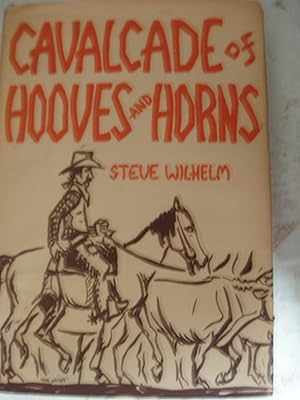 CAVALCADE OF
HOOVES AND HORNS
STEVE WILHELM